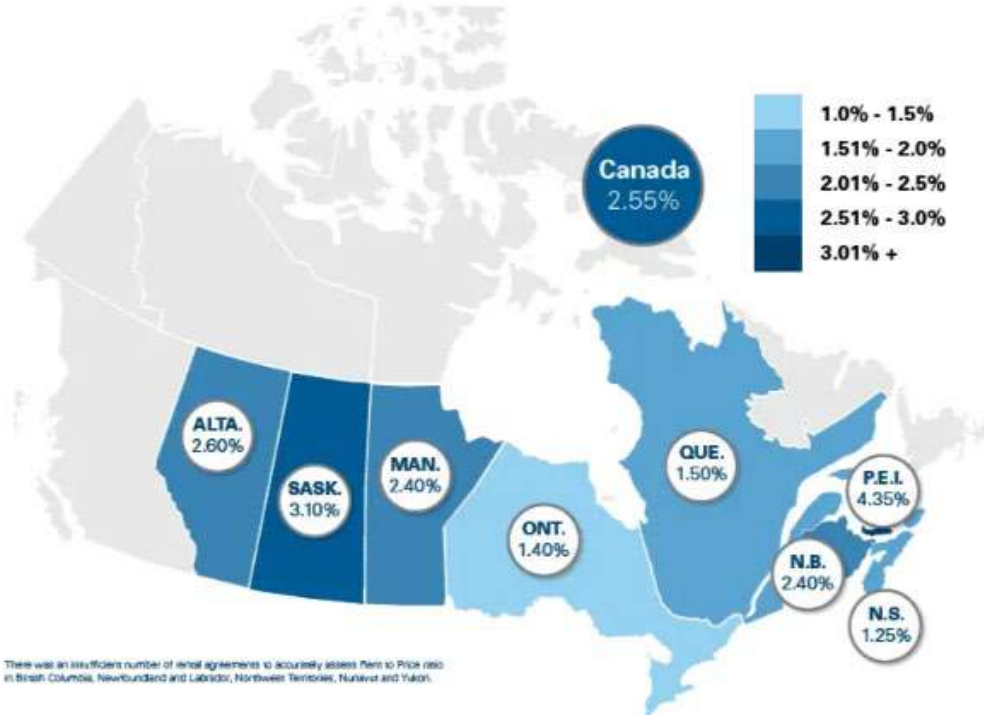 Canada
2.55%
1.0% - 1.5%
1.51% - 2.0%
2.01% - 2.5%
2.51% - 3.0%
3.01% +
ALTA.
2.60%
SASK.
3.10%
MAN.
2.40%
ONT.
1.40%
QUE.
1.50%
P.E.I.
4.35%
N.B.
2.40%
N.S.
1.25%
There was an insufficient number of rental agreements to accurately assess Rent to Price ratio
in British Columbia, Newfoundland and Labrador, Northwest Territories, Nunavut and Yukon.